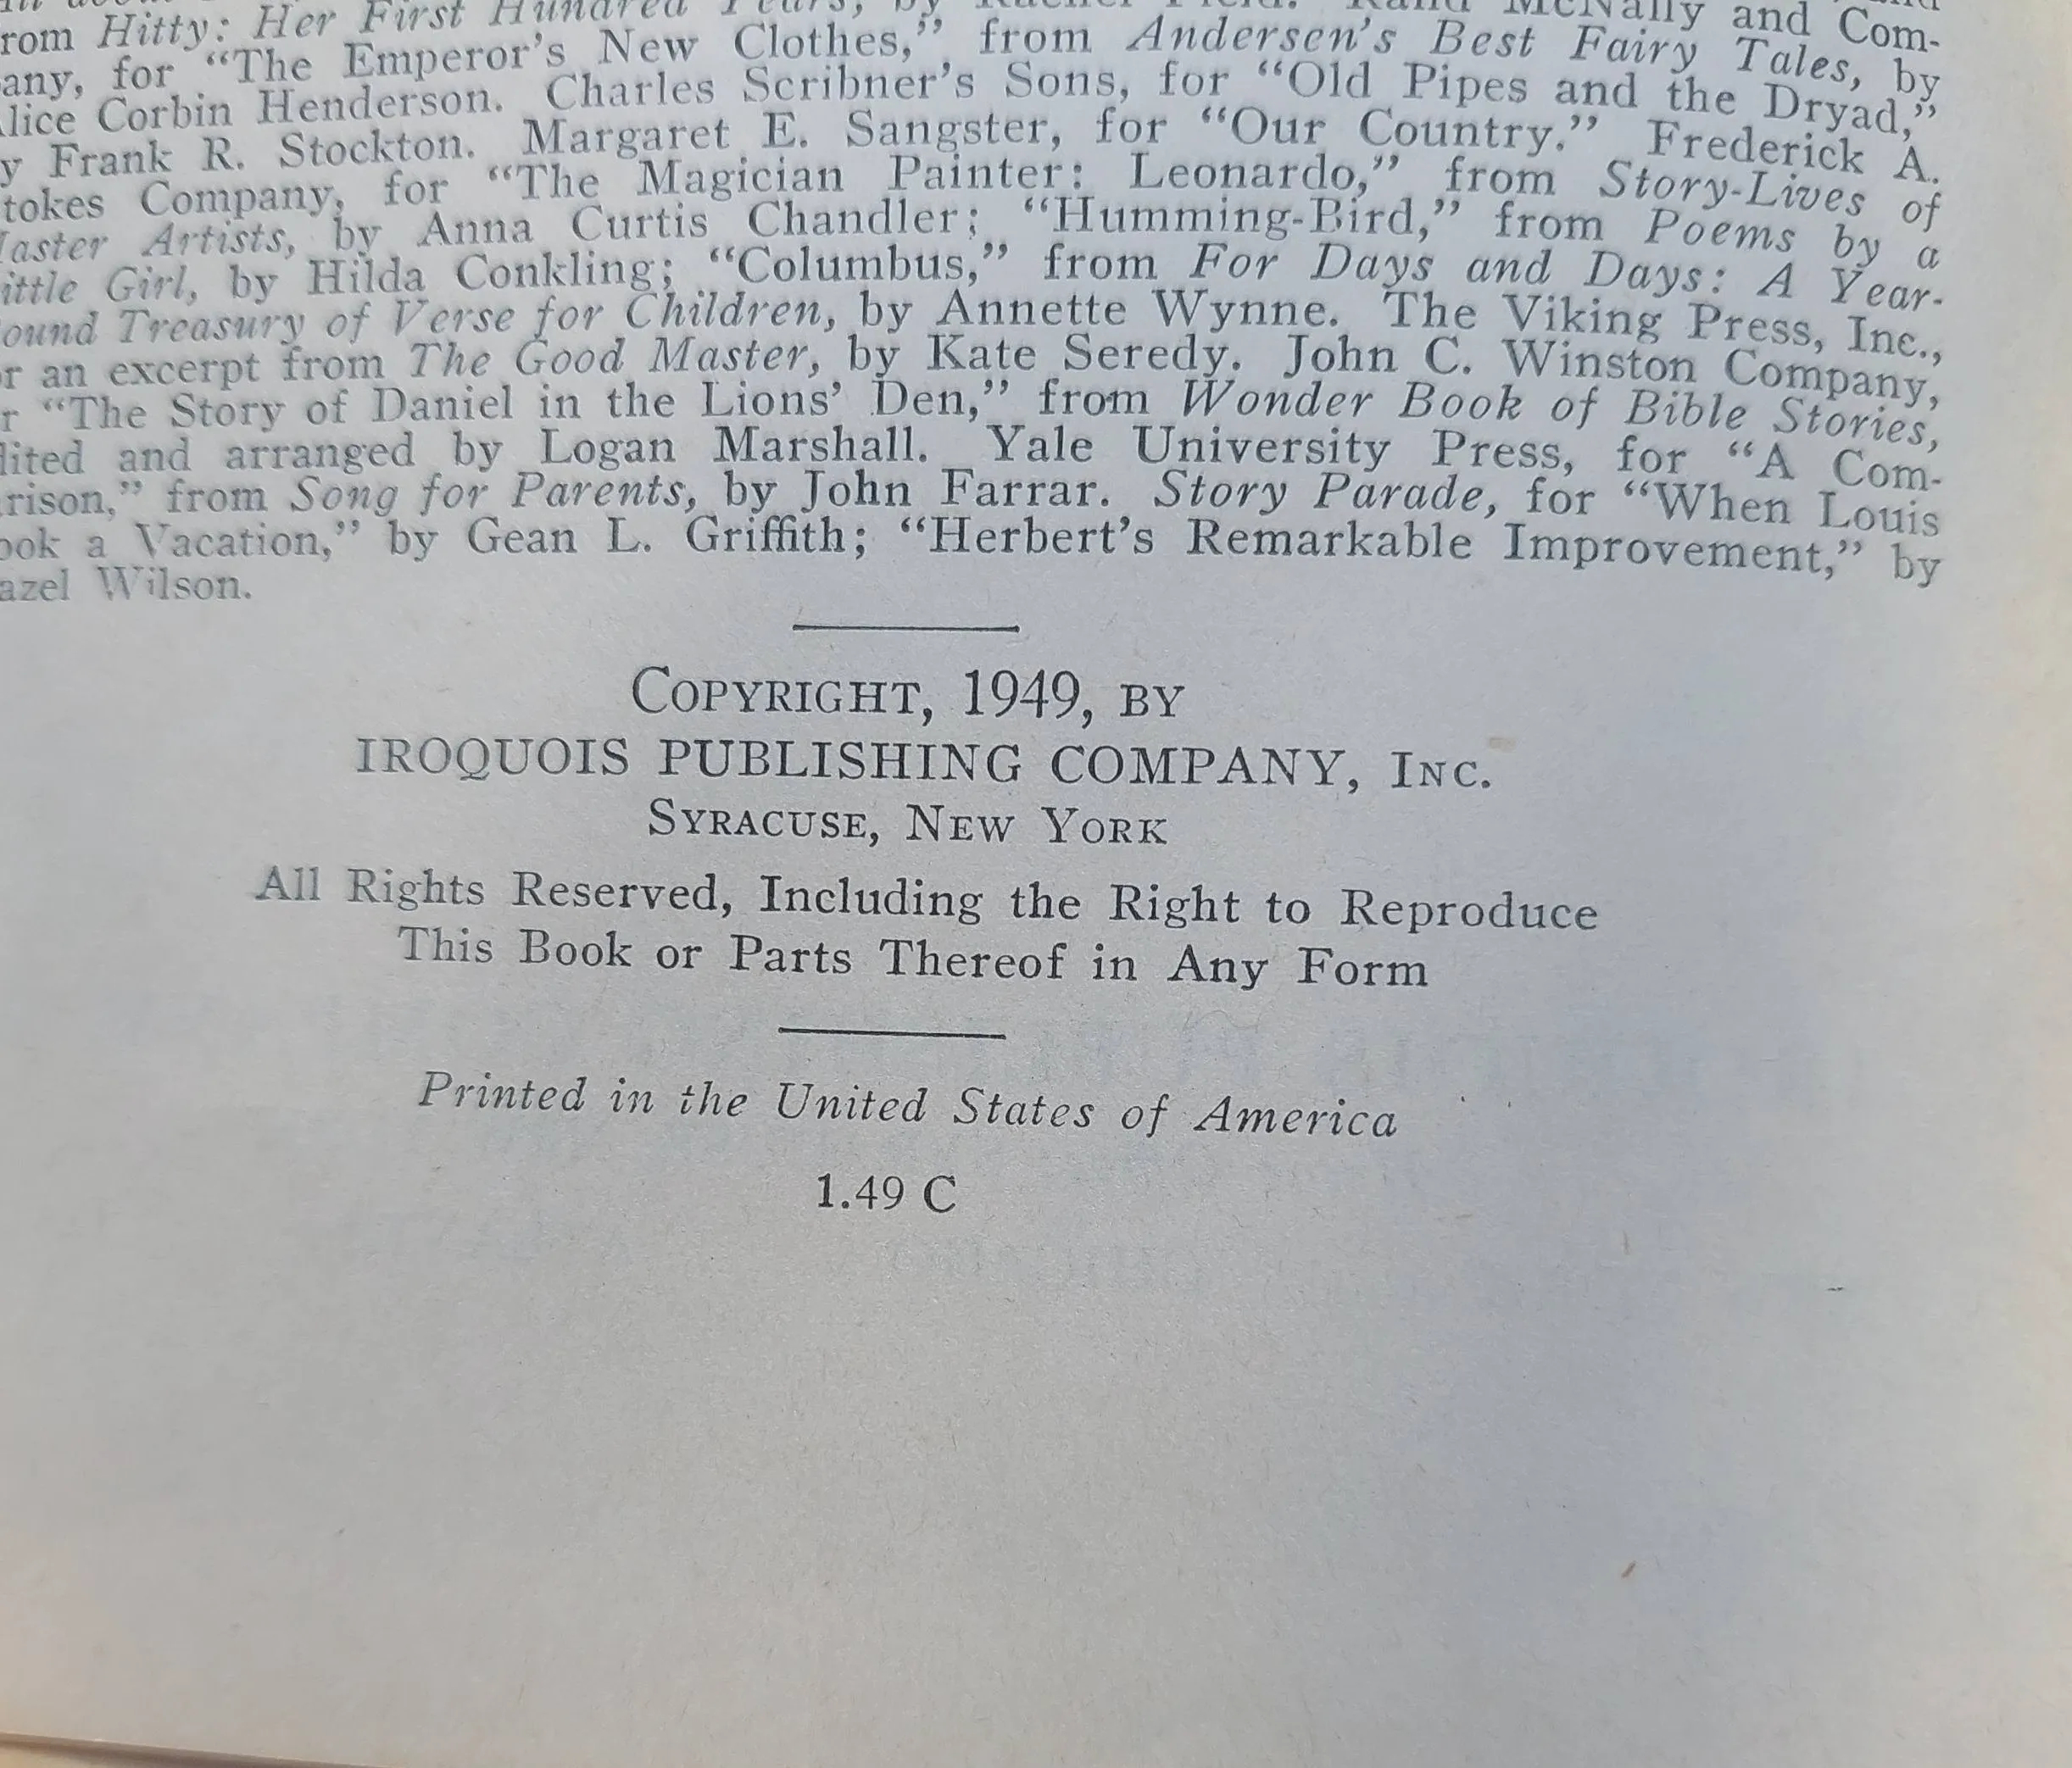 from Hitty: Her First Hundred Years, by Rachel Field. Rand McNally and Com-
any, for “The Emperor’s New Clothes,” from Andersen’s Best Fairy Tales, by
lice Corbin Henderson. Charles Scribner’s Sons, for “Old Pipes and the Dryad,”
y Frank R. Stockton. Margaret E. Sangster, for “Our Country.” Frederick A.
tokes Company, for “The Magician Painter: Leonardo,” from Story-Lives of
aster Artists, by Anna Curtis Chandler; “Humming-Bird,” from Poems by a
ittle Girl, by Hilda Conkling; “Columbus,” from For Days and Days: A Year-
ound Treasury of Verse for Children, by Annette Wynne. The Viking Press, Inc.,
r an excerpt from The Good Master, by Kate Seredy. John C. Winston Company,
r “The Story of Daniel in the Lions’ Den,” from Wonder Book of Bible Stories,
dited and arranged by Logan Marshall. Yale University Press, for “A Com-
rison,” from Song for Parents, by John Farrar. Story Parade, for “When Louis
ook a Vacation,” by Gean L. Griffith; “Herbert’s Remarkable Improvement,” by
azel Wilson.
COPYRIGHT, 1949, BY
IROQUOIS PUBLISHING COMPANY, INC.
SYRACUSE, NEW YORK
All Rights Reserved, Including the Right to Reproduce
This Book or Parts Thereof in Any Form
Printed in the United States of America
1.49 C